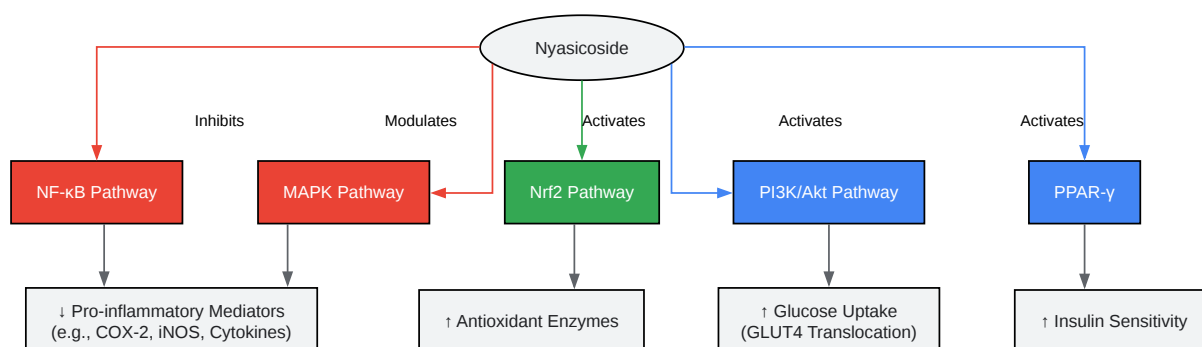 Nyasicoside
Inhibits
Modulates
Activates
Activates
Activates
NF-κB Pathway
MAPK Pathway
Nrf2 Pathway
PI3K/Akt Pathway
PPAR-γ
↓ Pro-inflammatory Mediators
(e.g., COX-2, iNOS, Cytokines)
↑ Antioxidant Enzymes
↑ Glucose Uptake
(GLUT4 Translocation)
↑ Insulin Sensitivity